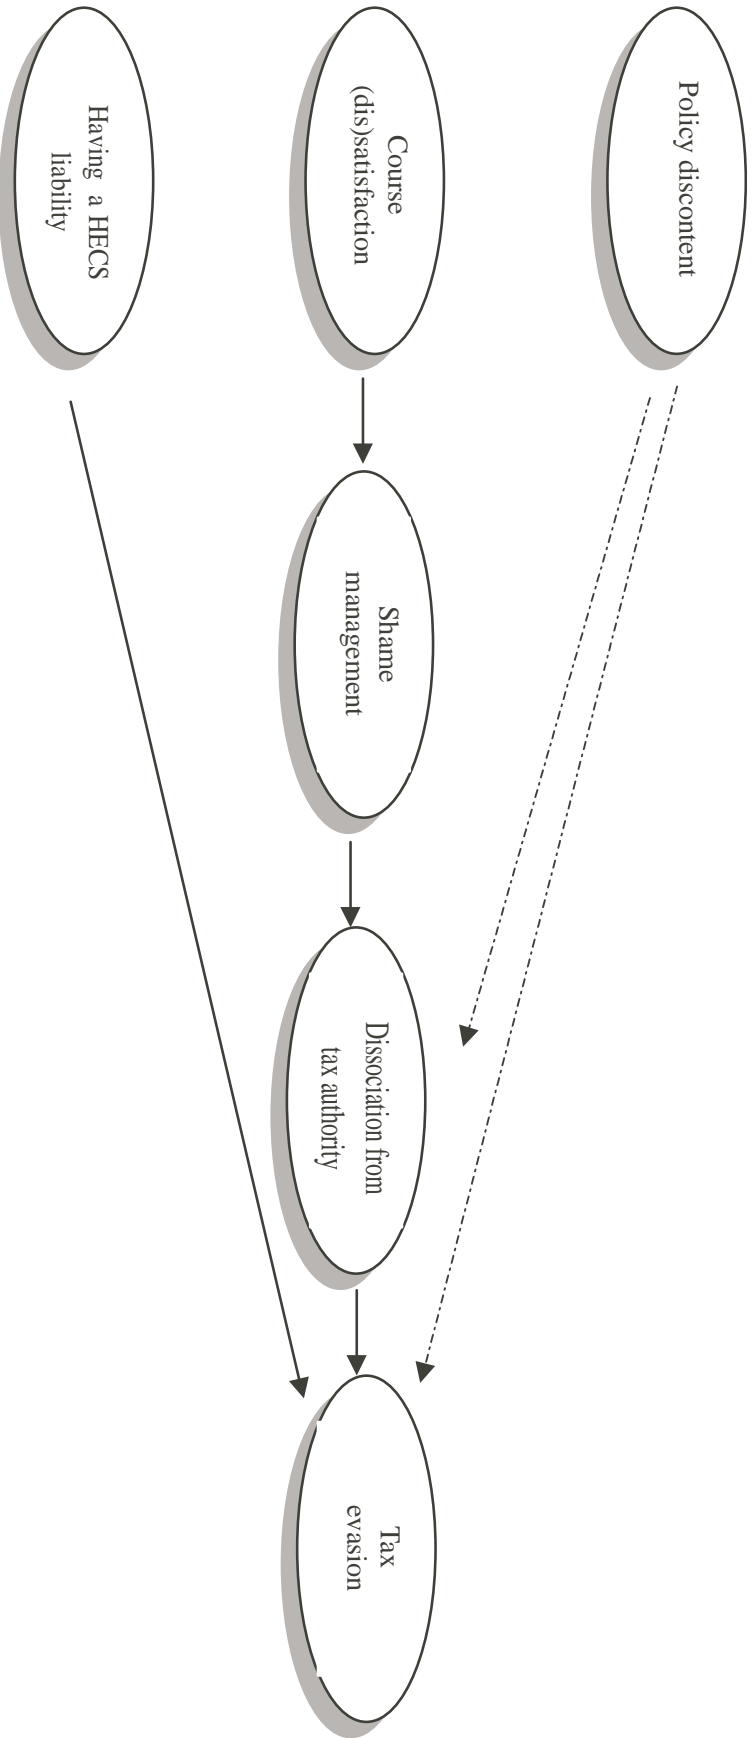 Policy discontent
Course
(dis)satisfaction
Having a HECS
liability
Shame
management
Dissociation from
tax authority
Tax
evasion